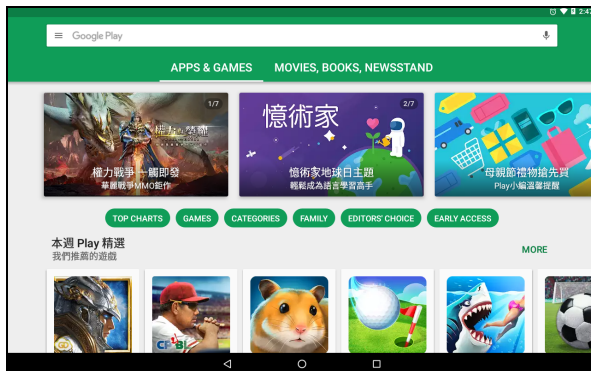 2:43
Google Play
APPS & GAMES
MOVIES, BOOKS, NEWSSTAND
1/7
權力戰爭 一觸即發
華麗戰爭MMO鉅作
憶術家
2/7
憶術家地球日主題
輕鬆成為語言學習高手
母親節禮物搶先買
Play小編溫馨提醒
TOP CHARTS
GAMES
CATEGORIES
FAMILY
EDITORS' CHOICE
EARLY ACCESS
本週 Play 精選
我們推薦的遊戲
MORE
CPBL